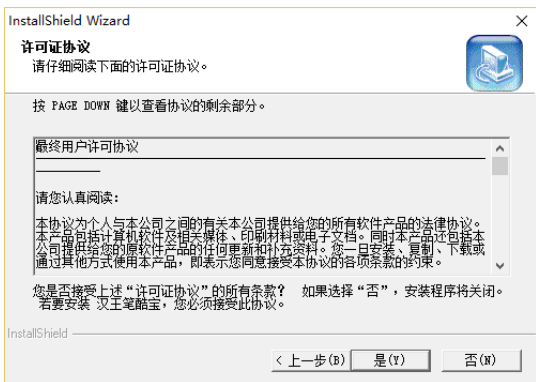 InstallShield Wizard
许可证协议
请仔细阅读下面的许可证协议。
按 PAGE DOWN 键以查看协议的剩余部分。
最终用户许可协议
请您认真阅读：
本协议为个人与本公司之间的有关本公司提供给您的所有软件产品的法律协议。
本产品包括计算机软件及相关媒体、印刷材料或电子文档。同时本产品还包括本
公司提供给您的原软件产品的任何更新和补充资料。您一旦安装、复制、下载或
通过其他方式使用本产品，即表示您同意接受本协议的各项条款的约束。
您是否接受上述“许可证协议”的所有条款？ 如果选择“否”，安装程序将关闭。
若要安装 汉王笔酷宝，您必须接受此协议。
InstallShield
< 上一步(B) 是(Y) 否(N)